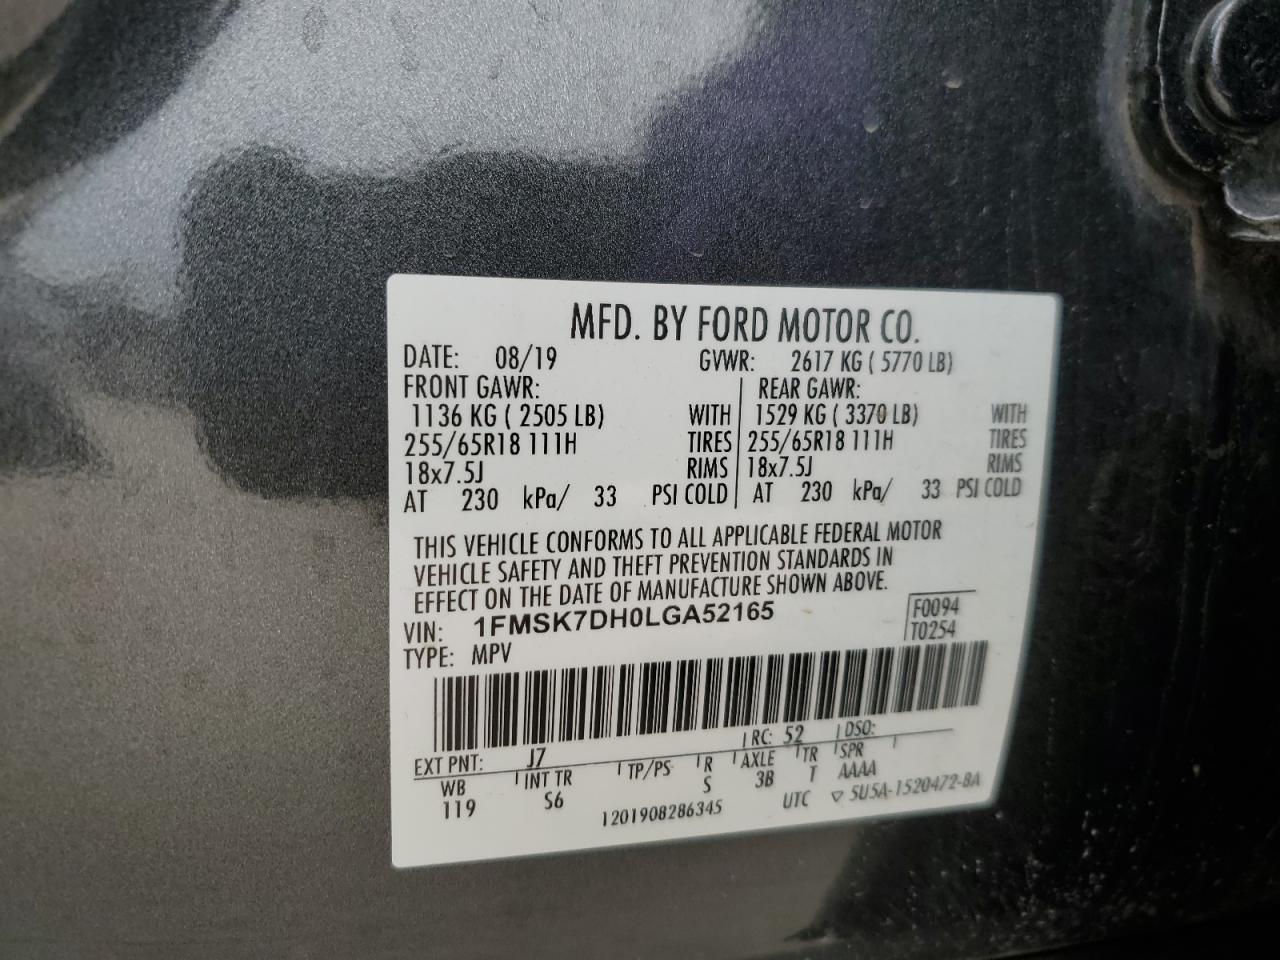 MFD. BY FORD MOTOR CO.
DATE: 08/19 GVWR: 2617 KG ( 5770 LB)
FRONT GAWR: REAR GAWR:
1136 KG ( 2505 LB) WITH 1529 KG ( 3370 LB) WITH
255/65R18 111H TIRES 255/65R18 111H TIRES
18x7.5J RIMS 18x7.5J RIMS
AT 230 kPa/ 33 PSI COLD AT 230 kPa/ 33 PSI COLD
THIS VEHICLE CONFORMS TO ALL APPLICABLE FEDERAL MOTOR
VEHICLE SAFETY AND THEFT PREVENTION STANDARDS IN
EFFECT ON THE DATE OF MANUFACTURE SHOWN ABOVE.
VIN: 1FMSK7DH0LGA52165 F0094
TYPE: MPV T0254
EXT PNT: J7 RC: 52 DSO:
WB INT TR TP/PS R AXLE TR SPR
119 S6 S 3B T AAAA
1201908286345 UTC ▽ 5U5A-1520472-BA